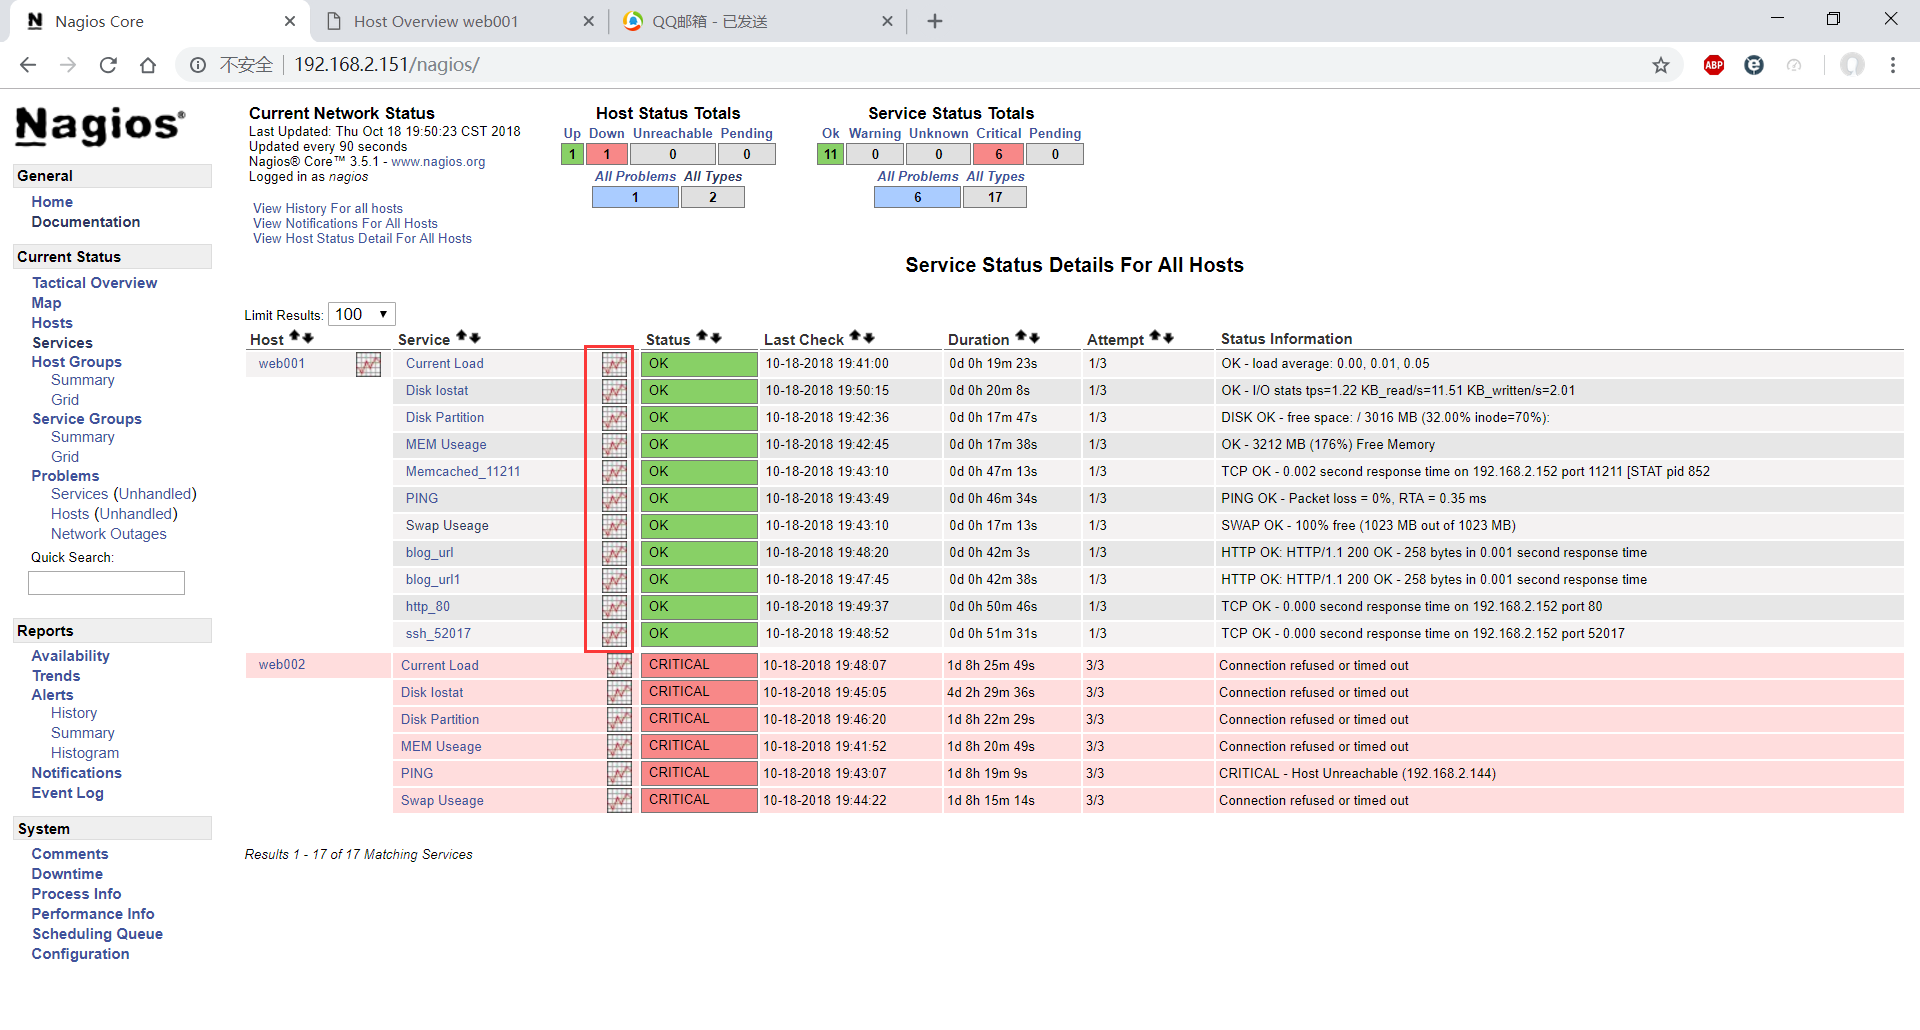 Nagios Core
Host Overview web001
QQ邮箱 - 已发送
不安全
192.168.2.151/nagios/
ABP
Nagios®
General
Home
Documentation
Current Status
Tactical Overview
Map
Hosts
Services
Host Groups
Summary
Grid
Service Groups
Summary
Grid
Problems
Services (Unhandled)
Hosts (Unhandled)
Network Outages
Quick Search:
Reports
Availability
Trends
Alerts
History
Summary
Histogram
Notifications
Event Log
System
Comments
Downtime
Process Info
Performance Info
Scheduling Queue
Configuration
Current Network Status
Last Updated: Thu Oct 18 19:50:23 CST 2018
Updated every 90 seconds
Nagios® Core™ 3.5.1 - www.nagios.org
Logged in as nagios
View History For all hosts
View Notifications For All Hosts
View Host Status Detail For All Hosts
Host Status Totals
Up Down Unreachable Pending
1 1 0 0
All Problems All Types
1 2
Service Status Totals
Ok Warning Unknown Critical Pending
11 0 0 6 0
All Problems All Types
6 17
Service Status Details For All Hosts
Limit Results: 100
Host Service Status Last Check Duration Attempt Status Information
web001 Current Load OK 10-18-2018 19:41:00 0d 0h 19m 23s 1/3 OK - load average: 0.00, 0.01, 0.05
Disk Iostat OK 10-18-2018 19:50:15 0d 0h 20m 8s 1/3 OK - I/O stats tps=1.22 KB_read/s=11.51 KB_written/s=2.01
Disk Partition OK 10-18-2018 19:42:36 0d 0h 17m 47s 1/3 DISK OK - free space: / 3016 MB (32.00% inode=70%):
MEM Useage OK 10-18-2018 19:42:45 0d 0h 17m 38s 1/3 OK - 3212 MB (176%) Free Memory
Memcached_11211 OK 10-18-2018 19:43:10 0d 0h 47m 13s 1/3 TCP OK - 0.002 second response time on 192.168.2.152 port 11211 [STAT pid 852
PING OK 10-18-2018 19:43:49 0d 0h 46m 34s 1/3 PING OK - Packet loss = 0%, RTA = 0.35 ms
Swap Useage OK 10-18-2018 19:43:10 0d 0h 17m 13s 1/3 SWAP OK - 100% free (1023 MB out of 1023 MB)
blog_url OK 10-18-2018 19:48:20 0d 0h 42m 3s 1/3 HTTP OK: HTTP/1.1 200 OK - 258 bytes in 0.001 second response time
blog_url1 OK 10-18-2018 19:47:45 0d 0h 42m 38s 1/3 HTTP OK: HTTP/1.1 200 OK - 258 bytes in 0.001 second response time
http_80 OK 10-18-2018 19:49:37 0d 0h 50m 46s 1/3 TCP OK - 0.000 second response time on 192.168.2.152 port 80
ssh_52017 OK 10-18-2018 19:48:52 0d 0h 51m 31s 1/3 TCP OK - 0.000 second response time on 192.168.2.152 port 52017
web002 Current Load CRITICAL 10-18-2018 19:48:07 1d 8h 25m 49s 3/3 Connection refused or timed out
Disk Iostat CRITICAL 10-18-2018 19:45:05 4d 2h 29m 36s 3/3 Connection refused or timed out
Disk Partition CRITICAL 10-18-2018 19:46:20 1d 8h 22m 29s 3/3 Connection refused or timed out
MEM Useage CRITICAL 10-18-2018 19:41:52 1d 8h 20m 49s 3/3 Connection refused or timed out
PING CRITICAL 10-18-2018 19:43:07 1d 8h 19m 9s 3/3 CRITICAL - Host Unreachable (192.168.2.144)
Swap Useage CRITICAL 10-18-2018 19:44:22 1d 8h 15m 14s 3/3 Connection refused or timed out
Results 1 - 17 of 17 Matching Services